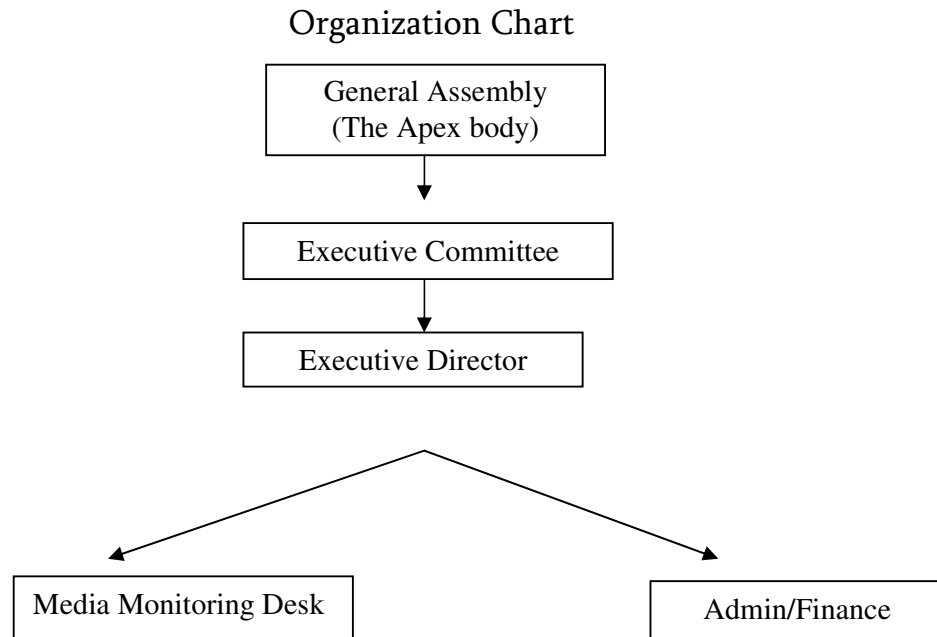 Organization Chart
General Assembly
(The Apex body)
Executive Committee
Executive Director
Media Monitoring Desk
Admin/Finance